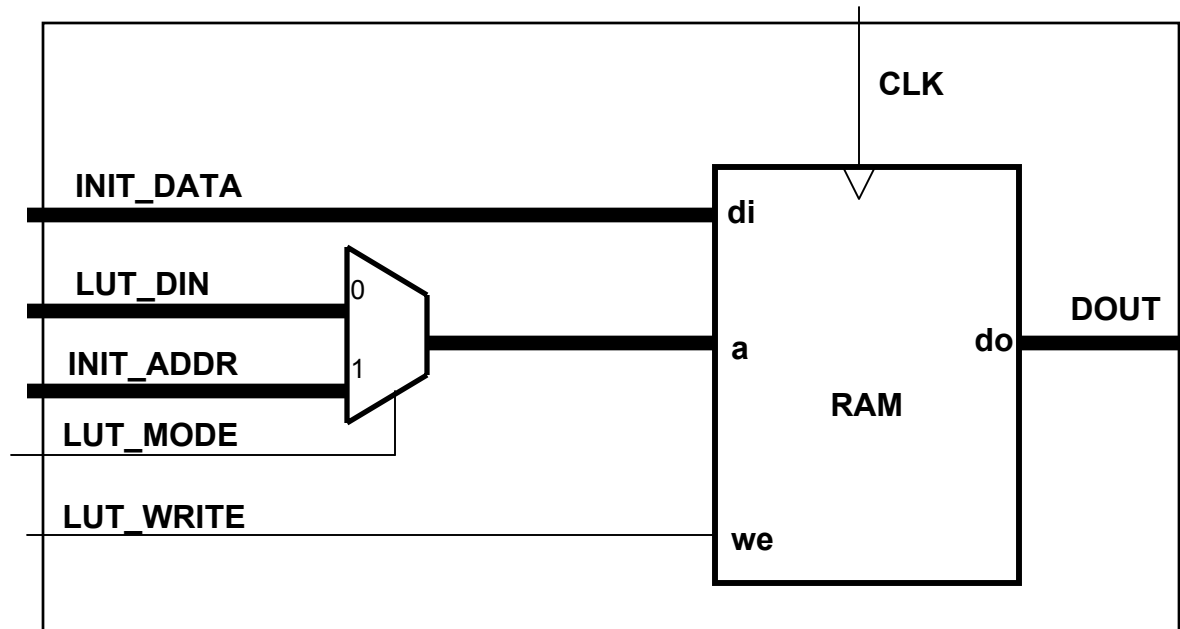 CLK
INIT_DATA
di
LUT_DIN
0
DOUT
a
do
INIT_ADDR
1
RAM
LUT_MODE
LUT_WRITE
we